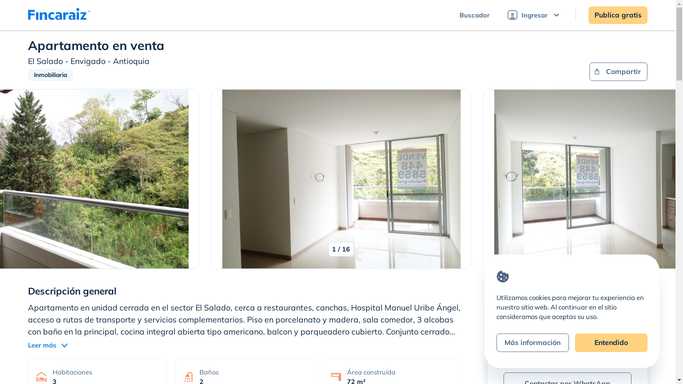 Fincaraiz
Buscador
Ingresar
Publica gratis
Apartamento en venta
El Salado - Envigado - Antioquia
Inmobiliaria
Compartir
1 / 16
Descripción general
Apartamento en unidad cerrada en el sector El Salado, cerca a restaurantes, canchas, Hospital Manuel Uribe Ángel,
acceso a rutas de transporte y servicios complementarios. Piso en porcelanato y madera, sala comedor, 3 alcobas
con baño en la principal, cocina integral abierta tipo americano, balcon y parqueadero cubierto. Conjunto cerrado...
Leer más
Habitaciones
3
Baños
2
Área construida
72 m²
Utilizamos cookies para mejorar tu experiencia en
nuestro sitio web. Al continuar en el sitio
consideramos que aceptas su uso.
Más información
Entendido
Contactar por WhatsApp